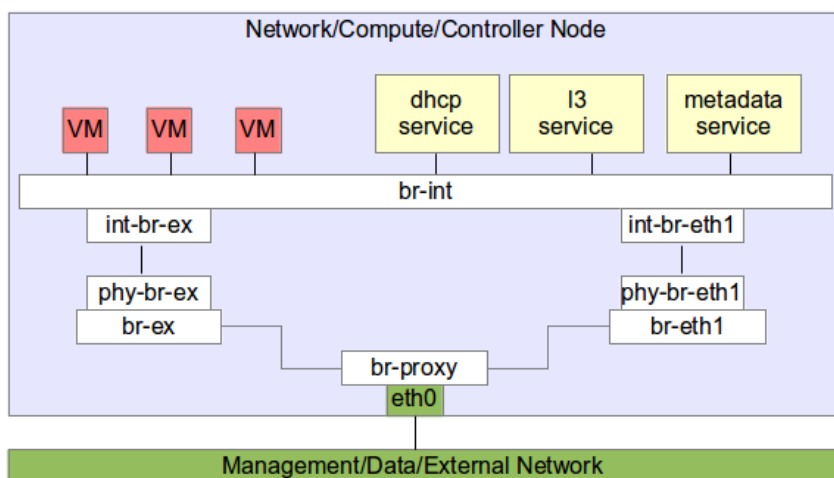 Network/Compute/Controller Node
VM
VM
VM
dhcp
service
l3
service
metadata
service
br-int
int-br-ex
int-br-eth1
phy-br-ex
phy-br-eth1
br-ex
br-eth1
br-proxy
eth0
Management/Data/External Network